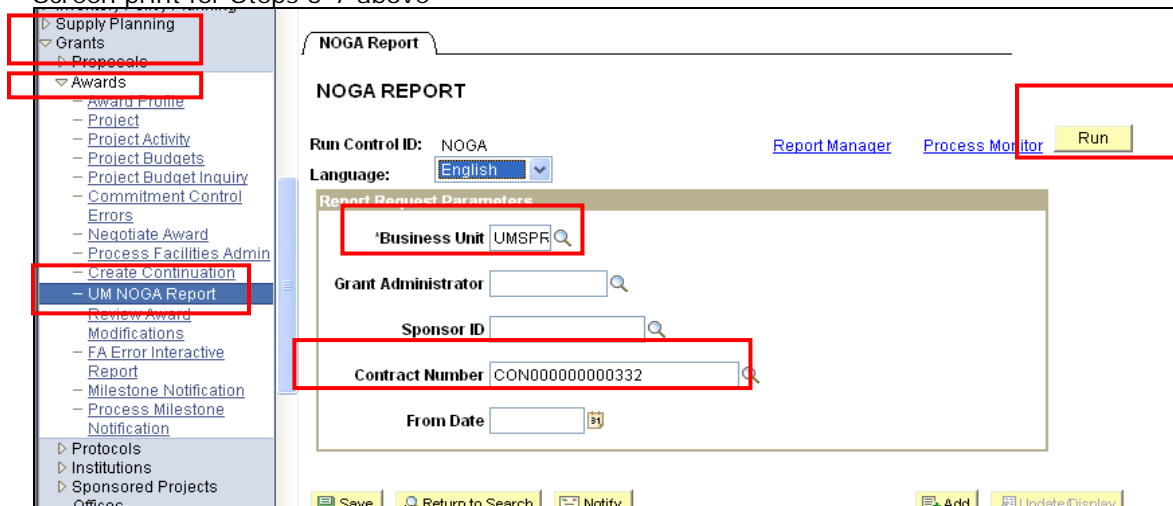 Supply Planning
Grants
Proposals
Awards
Award Profile
Project
Project Activity
Project Budgets
Project Budget Inquiry
Commitment Control
Errors
Negotiate Award
Process Facilities Admin
Create Continuation
UM NOGA Report
Review Award
Modifications
FA Error Interactive
Report
Milestone Notification
Process Milestone
Notification
Protocols
Institutions
Sponsored Projects
Offices
NOGA Report
NOGA REPORT
Run Control ID: NOGA Report Manager Process Monitor Run
Language: English
Report Request Parameters
*Business Unit UMSPR
Grant Administrator
Sponsor ID
Contract Number CON000000000332
From Date
Save Return to Search Notify Add Update/Display